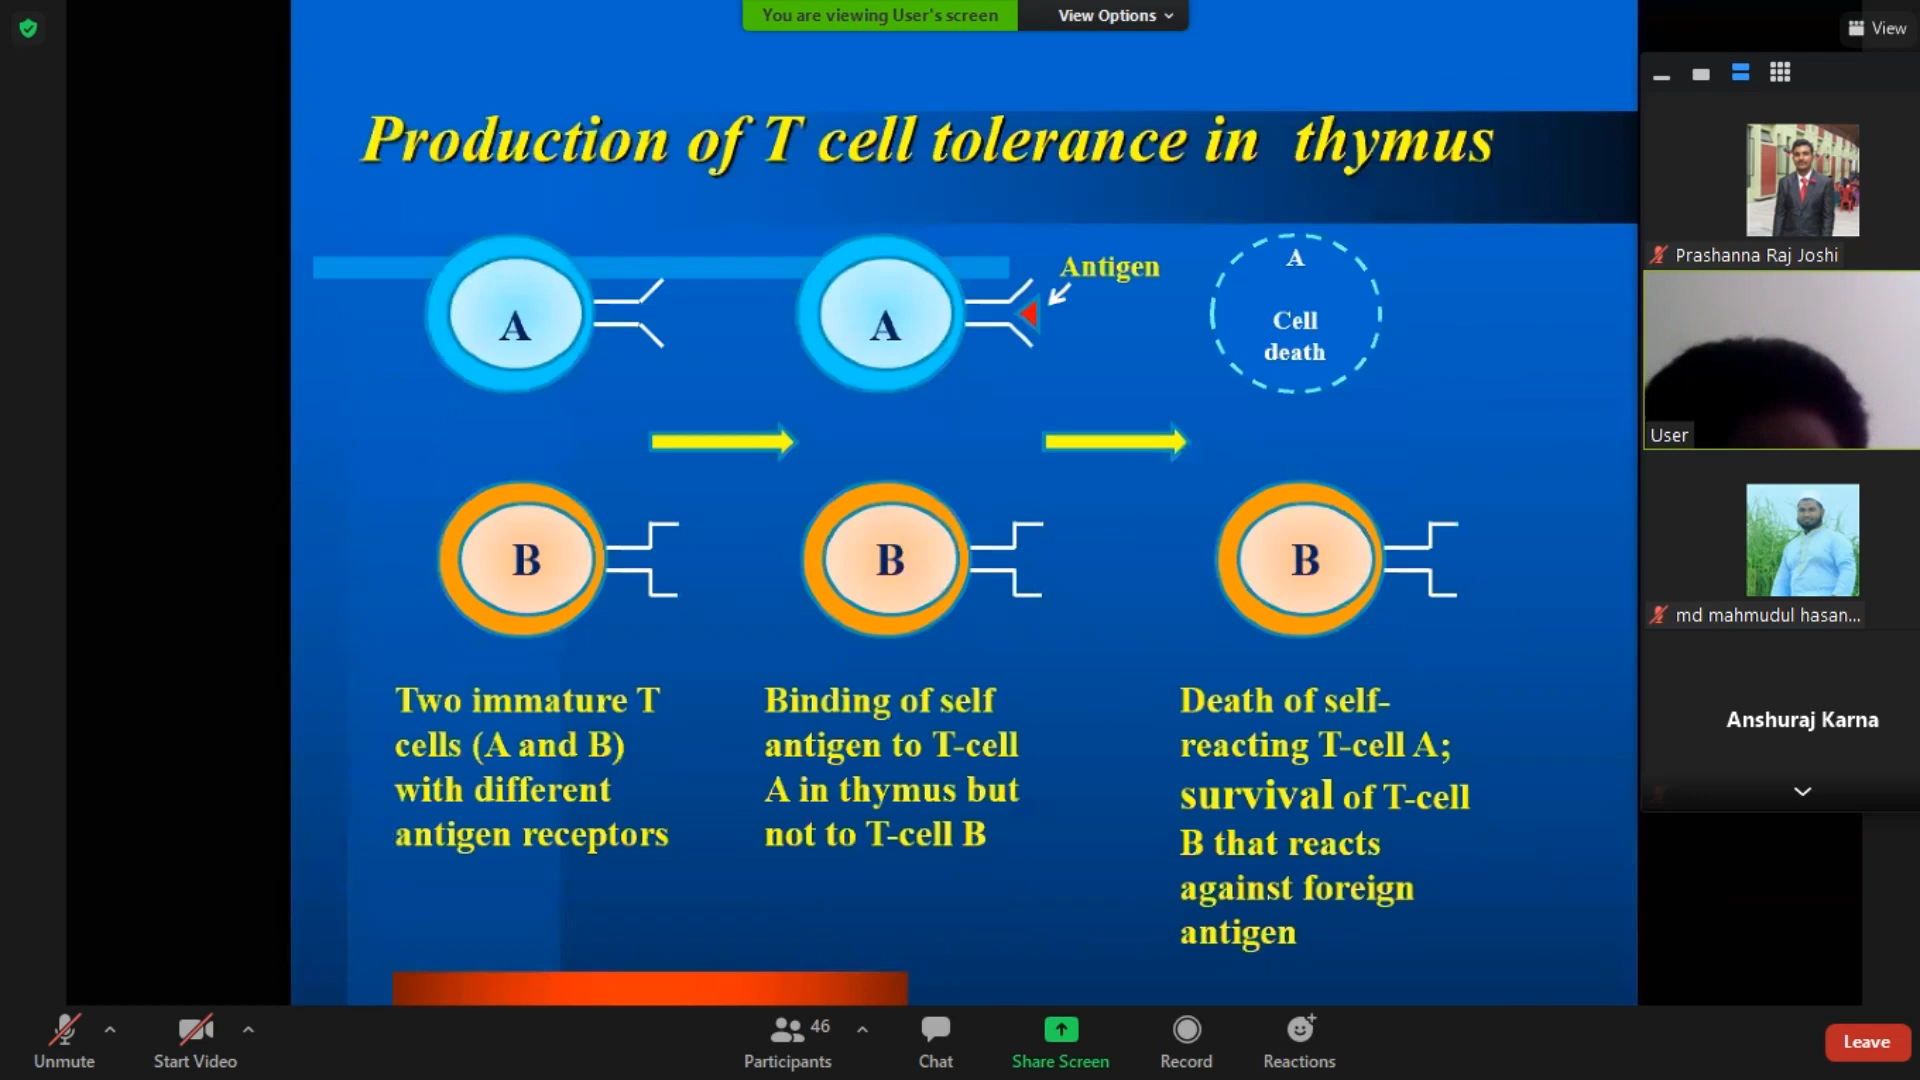 You are viewing User's screen
View Options
View
Production of T cell tolerance in thymus
A
A
Antigen
A
Cell
death
B
B
B
Two immature T
cells (A and B)
with different
antigen receptors
Binding of self
antigen to T-cell
A in thymus but
not to T-cell B
Death of self-
reacting T-cell A;
survival of T-cell
B that reacts
against foreign
antigen
Prashanna Raj Joshi
User
md mahmudul hasan...
Anshuraj Karna
Unmute
Start Video
46
Participants
Chat
Share Screen
Record
Reactions
Leave